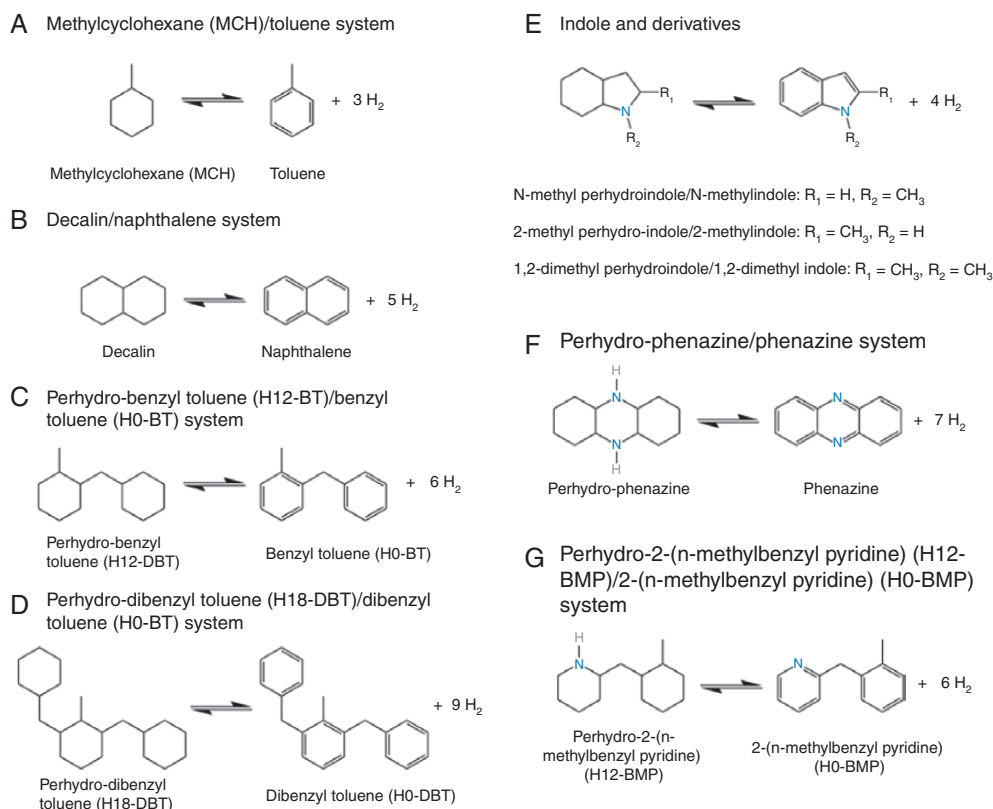 A Methylcyclohexane (MCH)/toluene system
+ 3 H₂
Methylcyclohexane (MCH)
Toluene
B Decalin/naphthalene system
+ 5 H₂
Decalin
Naphthalene
C Perhydro-benzyl toluene (H12-BT)/benzyl
toluene (H0-BT) system
+ 6 H₂
Perhydro-benzyl
toluene (H12-DBT)
Benzyl toluene (H0-BT)
D Perhydro-dibenzyl toluene (H18-DBT)/dibenzyl
toluene (H0-BT) system
+ 9 H₂
Perhydro-dibenzyl
toluene (H18-DBT)
Dibenzyl toluene (H0-DBT)
E Indole and derivatives
R₁
N
R₂
R₁
N
R₂
+ 4 H₂
N-methyl perhydroindole/N-methylindole: R₁ = H, R₂ = CH₃
2-methyl perhydro-indole/2-methylindole: R₁ = CH₃, R₂ = H
1,2-dimethyl perhydroindole/1,2-dimethyl indole: R₁ = CH₃, R₂ = CH₃
F Perhydro-phenazine/phenazine system
H
N
N
H
N
N
+ 7 H₂
Perhydro-phenazine
Phenazine
G Perhydro-2-(n-methylbenzyl pyridine) (H12-
BMP)/2-(n-methylbenzyl pyridine) (H0-BMP)
system
H
N
N
+ 6 H₂
Perhydro-2-(n-
methylbenzyl pyridine)
(H12-BMP)
2-(n-methylbenzyl pyridine)
(H0-BMP)